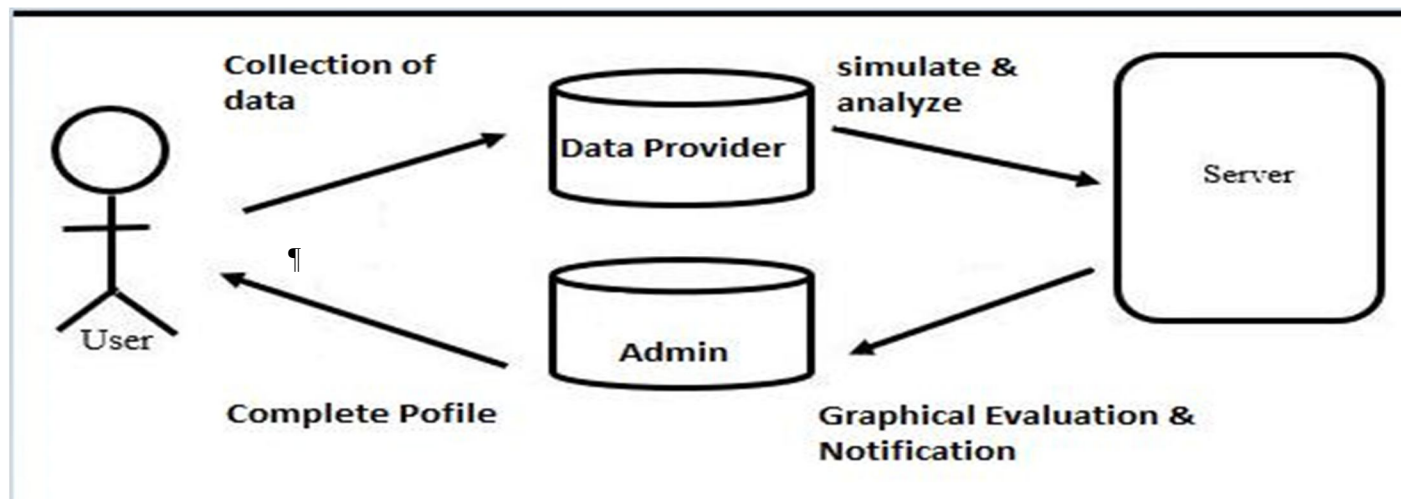 Collection of
data
simulate &
analyze
Data Provider
Server
¶
User
Admin
Complete Pofile
Graphical Evaluation &
Notification